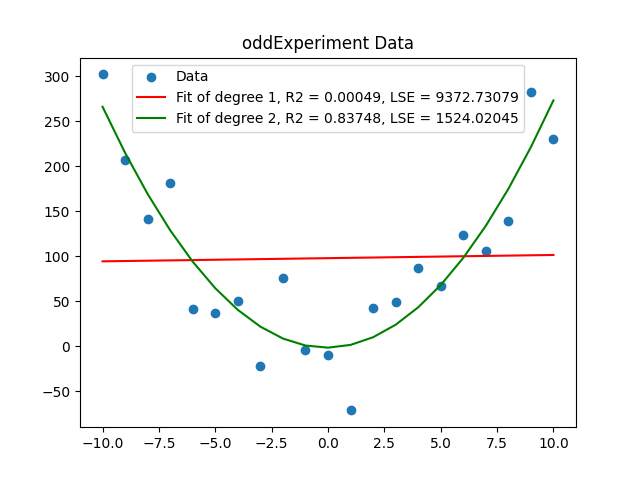 oddExperiment Data
Data
Fit of degree 1, R2 = 0.00049, LSE = 9372.73079
Fit of degree 2, R2 = 0.83748, LSE = 1524.02045
300
250
200
150
100
50
0
−50
−10.0 −7.5 −5.0 −2.5 0.0 2.5 5.0 7.5 10.0